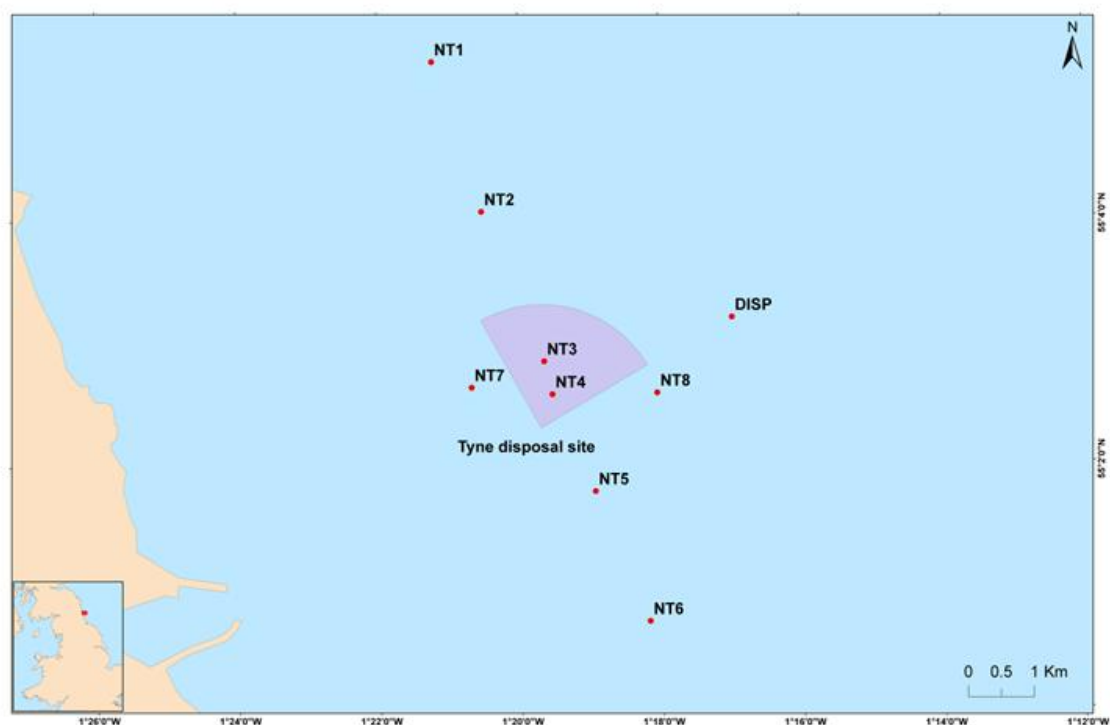 N
NT1
NT2
55°4'0"N
DISP
NT3
NT7
NT4
NT8
Tyne disposal site
55°2'0"N
NT5
NT6
0 0.5 1 Km
1°26'0"W 1°24'0"W 1°22'0"W 1°20'0"W 1°18'0"W 1°16'0"W 1°14'0"W 1°12'0"W